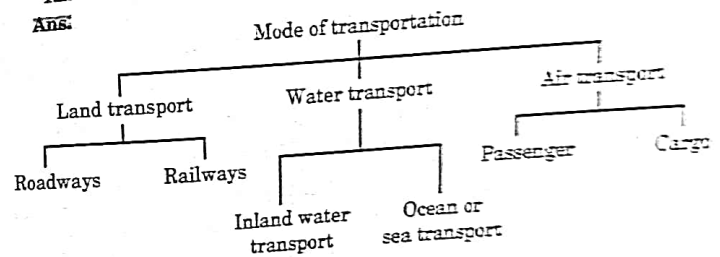 Ans:
Mode of transportation
Land transport
Water transport
Air transport
Roadways
Railways
Inland water
transport
Ocean or
sea transport
Passenger
Cargo